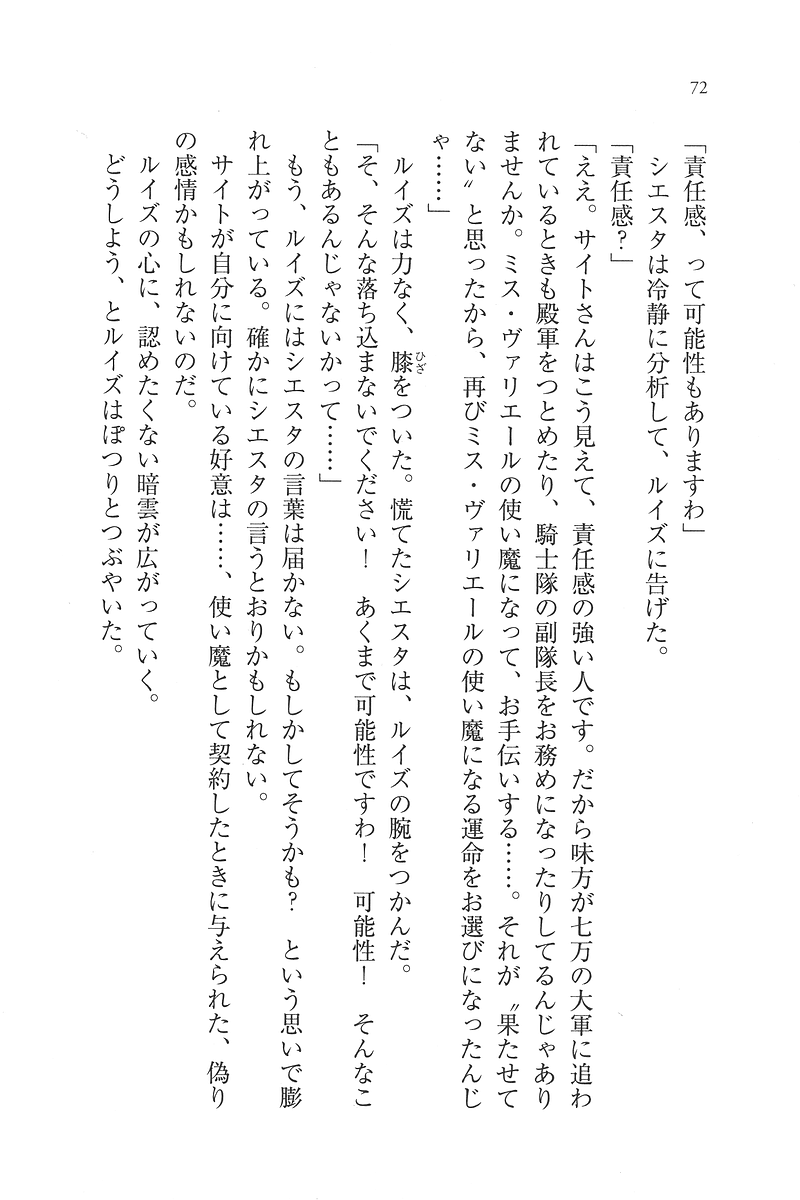 72
「責任感、って可能性もありますわ」
シエスタは冷静に分析して、ルイズに告げた。
「責任感？」
「ええ。サイトさんはこう見えて、責任感の強い人です。だから味方が七万の大軍に追わ
れているときも殿軍をつとめたり、騎士隊の副隊長をお務めになったりしてるんじゃあり
ませんか。ミス・ヴァリエールの使い魔になって、お手伝いする……。それが〝果たせて
ない〟と思ったから、再びミス・ヴァリエールの使い魔になる運命をお選びになったんじ
ゃ……」
ルイズは力なく、膝をついた。慌てたシエスタは、ルイズの腕をつかんだ。
ひざ
「そ、そんな落ち込まないでください！　あくまで可能性ですわ！　可能性！　そんなこ
ともあるんじゃないかって……」
もう、ルイズにはシエスタの言葉は届かない。もしかしてそうかも？　という思いで膨
れ上がっている。確かにシエスタの言うとおりかもしれない。
サイトが自分に向けている好意は……、使い魔として契約したときに与えられた、偽り
の感情かもしれないのだ。
ルイズの心に、認めたくない暗雲が広がっていく。
どうしよう、とルイズはぽつりとつぶやいた。